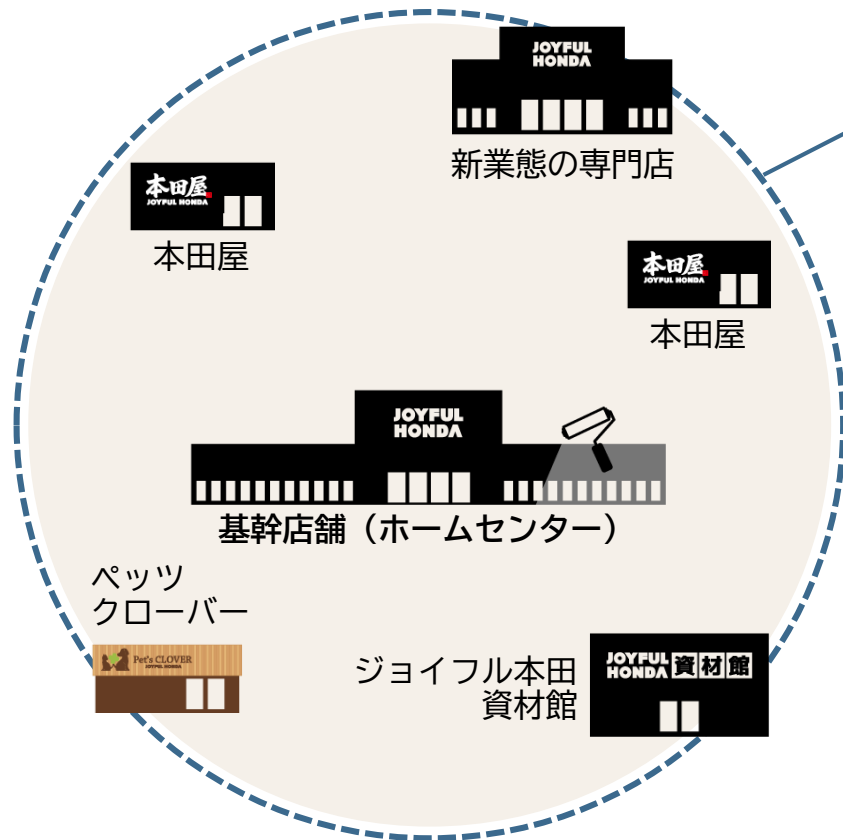 JOYFUL
HONDA
新業態の専門店
本田屋
JOYFUL HONDA
本田屋
本田屋
JOYFUL HONDA
本田屋
JOYFUL
HONDA
基幹店舗（ホームセンター）
ペッツ
クローバー
Pet's CLOVER
JOYFUL HONDA
ジョイフル本田
資材館
JOYFUL
HONDA 資材館